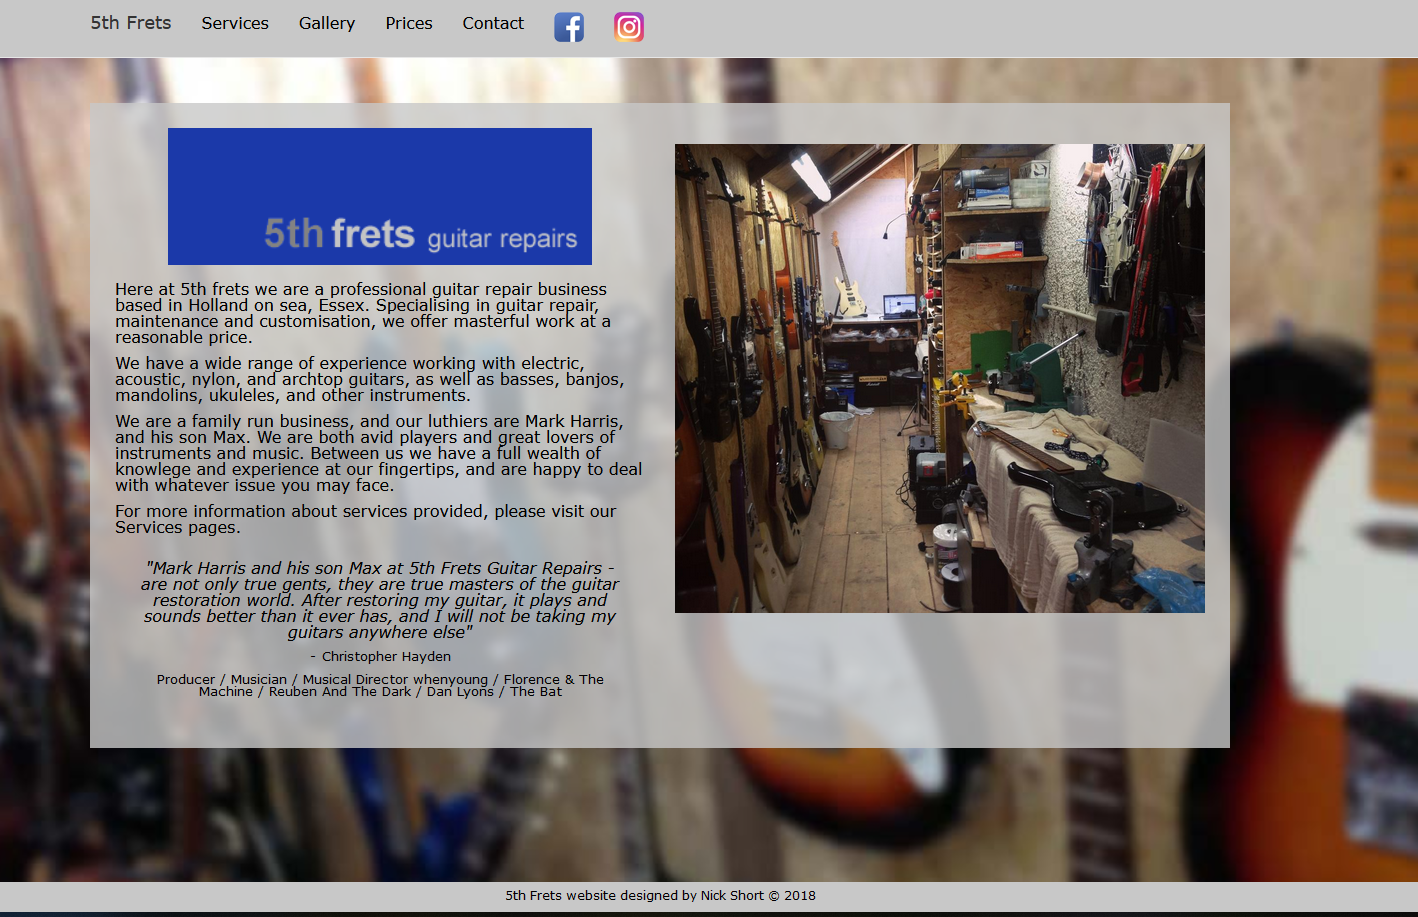 5th Frets Services Gallery Prices Contact
5th frets guitar repairs
Here at 5th frets we are a professional guitar repair business
based in Holland on sea, Essex. Specialising in guitar repair,
maintenance and customisation, we offer masterful work at a
reasonable price.
We have a wide range of experience working with electric,
acoustic, nylon, and archtop guitars, as well as basses, banjos,
mandolins, ukuleles, and other instruments.
We are a family run business, and our luthiers are Mark Harris,
and his son Max. We are both avid players and great lovers of
instruments and music. Between us we have a full wealth of
knowlege and experience at our fingertips, and are happy to deal
with whatever issue you may face.
For more information about services provided, please visit our
Services pages.
"Mark Harris and his son Max at 5th Frets Guitar Repairs -
are not only true gents, they are true masters of the guitar
restoration world. After restoring my guitar, it plays and
sounds better than it ever has, and I will not be taking my
guitars anywhere else"
- Christopher Hayden
Producer / Musician / Musical Director whenyoung / Florence & The
Machine / Reuben And The Dark / Dan Lyons / The Bat
5th Frets website designed by Nick Short © 2018